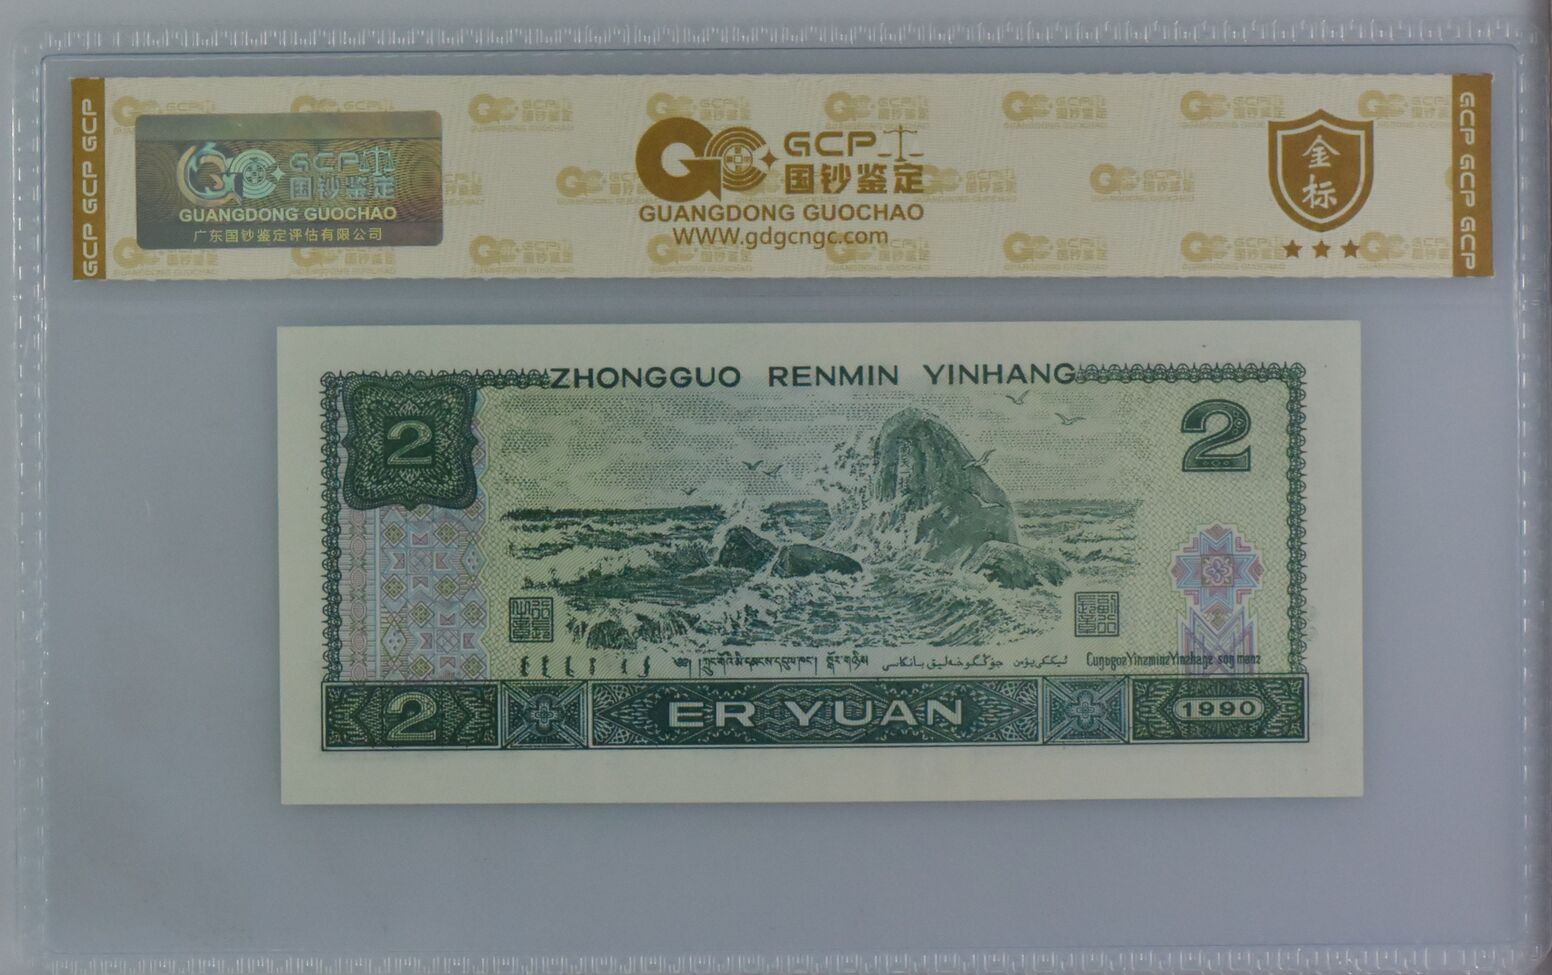 GCP GCP GCP
GCP
国钞鉴定
GUANGDONG GUOCHAO
广东国钞鉴定评估有限公司
GCP
国钞鉴定
GUANGDONG GUOCHAO
WWW.gdgcngc.com
金标
GCP GCP GCP
ZHONGGUO RENMIN YINHANG
2
2
2
ER YUAN
1990